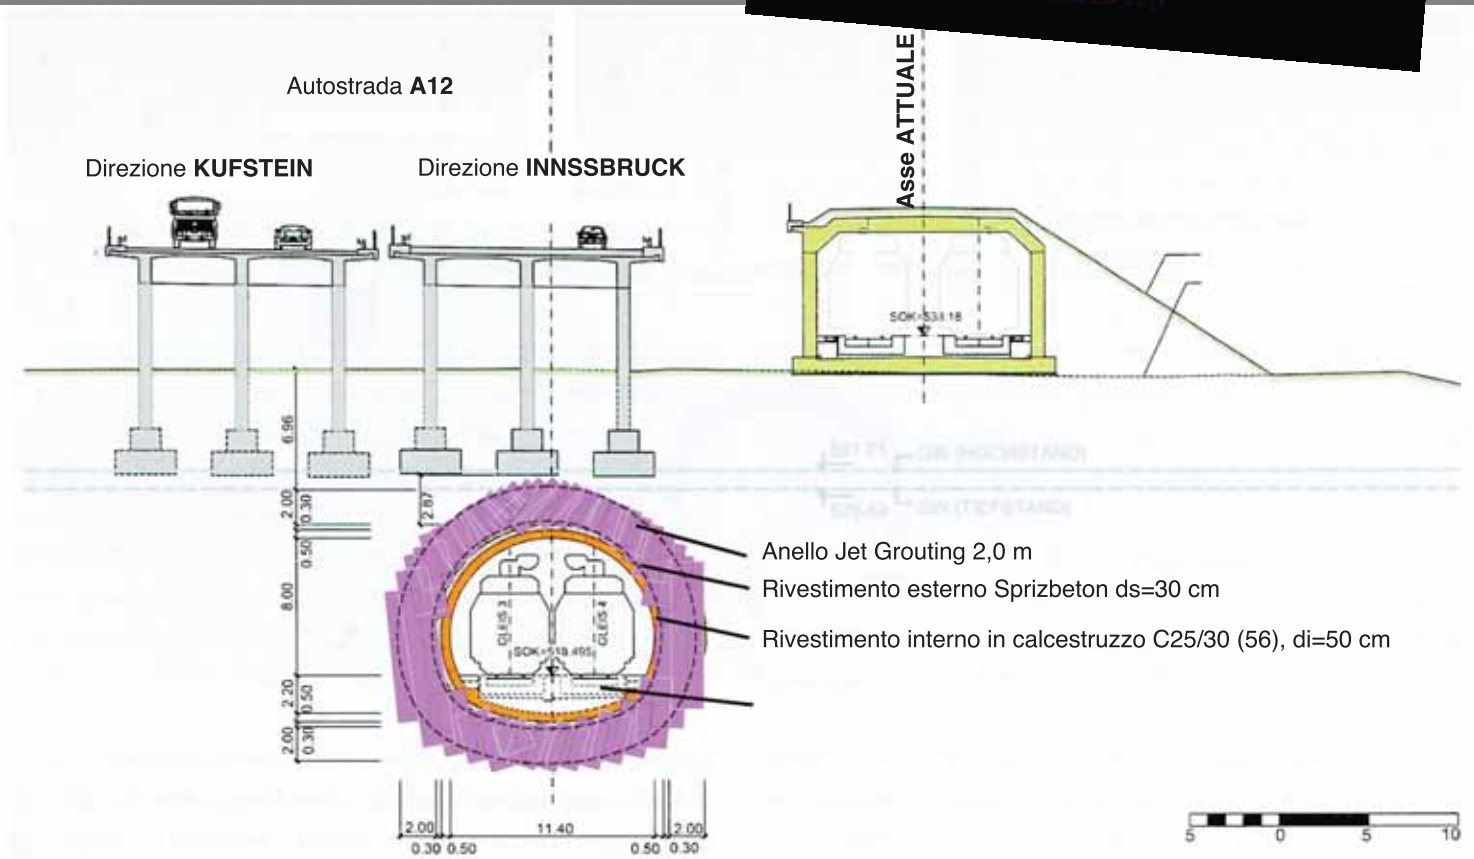 Autostrada A12
Asse ATTUALE
Direzione KUFSTEIN
Direzione INNSSBRUCK
SOK=533.18
6.96
2.00
0.30
2.87
0.50
8.00
2.20
0.50
2.00
0.30
GLEIS 3
GLEIS 4
SOK=518.495
Anello Jet Grouting 2,0 m
Rivestimento esterno Sprizbeton ds=30 cm
Rivestimento interno in calcestruzzo C25/30 (56), di=50 cm
2.00 11.40 2.00
0.30 0.50 0.50 0.30
5 0 5 10